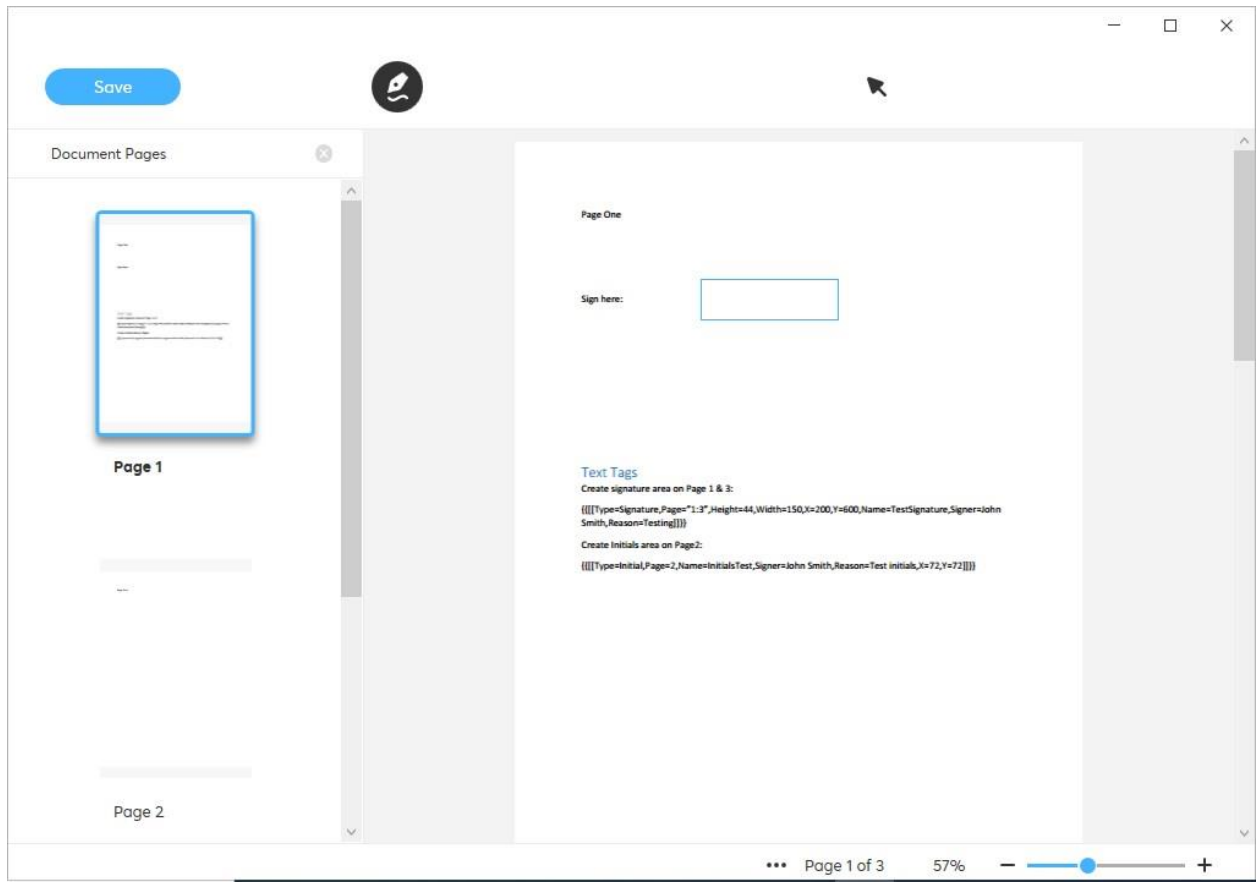 Save
Document Pages
Page 1
Page 2
Page One
Sign here:
Text Tags
Create signature area on Page 1 & 3:
{{[[Type=Signature,Page="1:3",Height=44,Width=150,X=200,Y=600,Name=TestSignature,Signer=John
Smith,Reason=Testing]]}}
Create Initials area on Page2:
{{[[Type=Initial,Page=2,Name=InitialsTest,Signer=John Smith,Reason=Test initials,X=72,Y=72]]}}
••• Page 1 of 3 57%